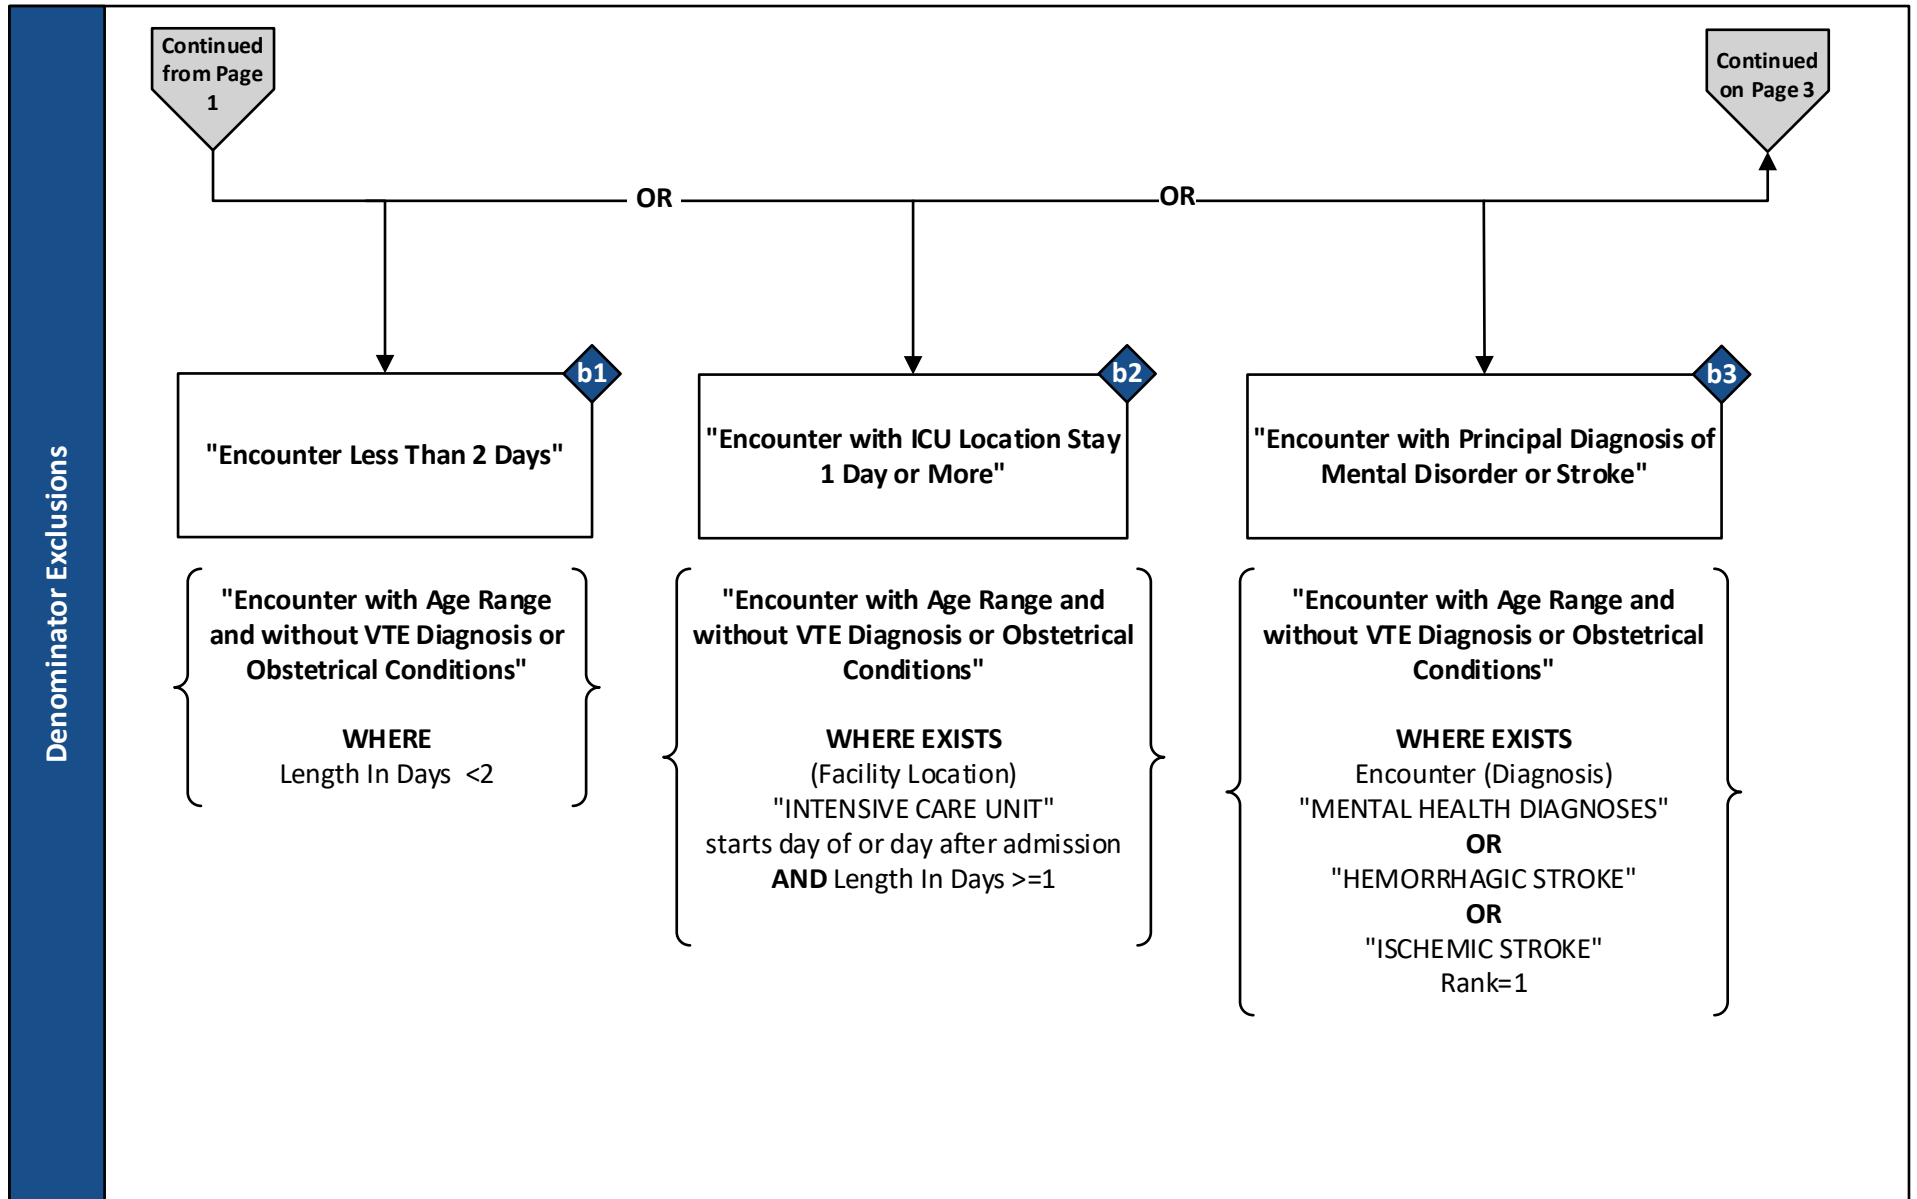 Denominator Exclusions
Continued
from Page
1
Continued
on Page 3
OR
OR
b1
"Encounter Less Than 2 Days"
"Encounter with Age Range
and without VTE Diagnosis or
Obstetrical Conditions"
WHERE
Length In Days <2
b2
"Encounter with ICU Location Stay
1 Day or More"
"Encounter with Age Range and
without VTE Diagnosis or Obstetrical
Conditions"
WHERE EXISTS
(Facility Location)
"INTENSIVE CARE UNIT"
starts day of or day after admission
AND Length In Days >=1
b3
"Encounter with Principal Diagnosis of
Mental Disorder or Stroke"
"Encounter with Age Range and
without VTE Diagnosis or Obstetrical
Conditions"
WHERE EXISTS
Encounter (Diagnosis)
"MENTAL HEALTH DIAGNOSES"
OR
"HEMORRHAGIC STROKE"
OR
"ISCHEMIC STROKE"
Rank=1